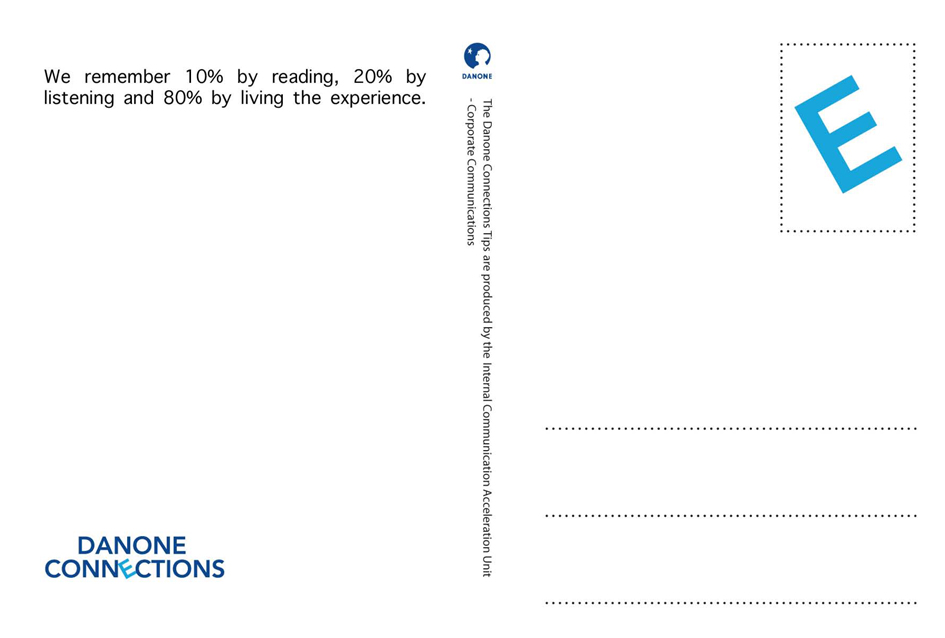 We remember 10% by reading, 20% by
listening and 80% by living the experience.
DANONE
CONNECTIONS
DANONE
The Danone Connections Tips are produced by the Internal Communication Acceleration Unit
- Corporate Communications
E